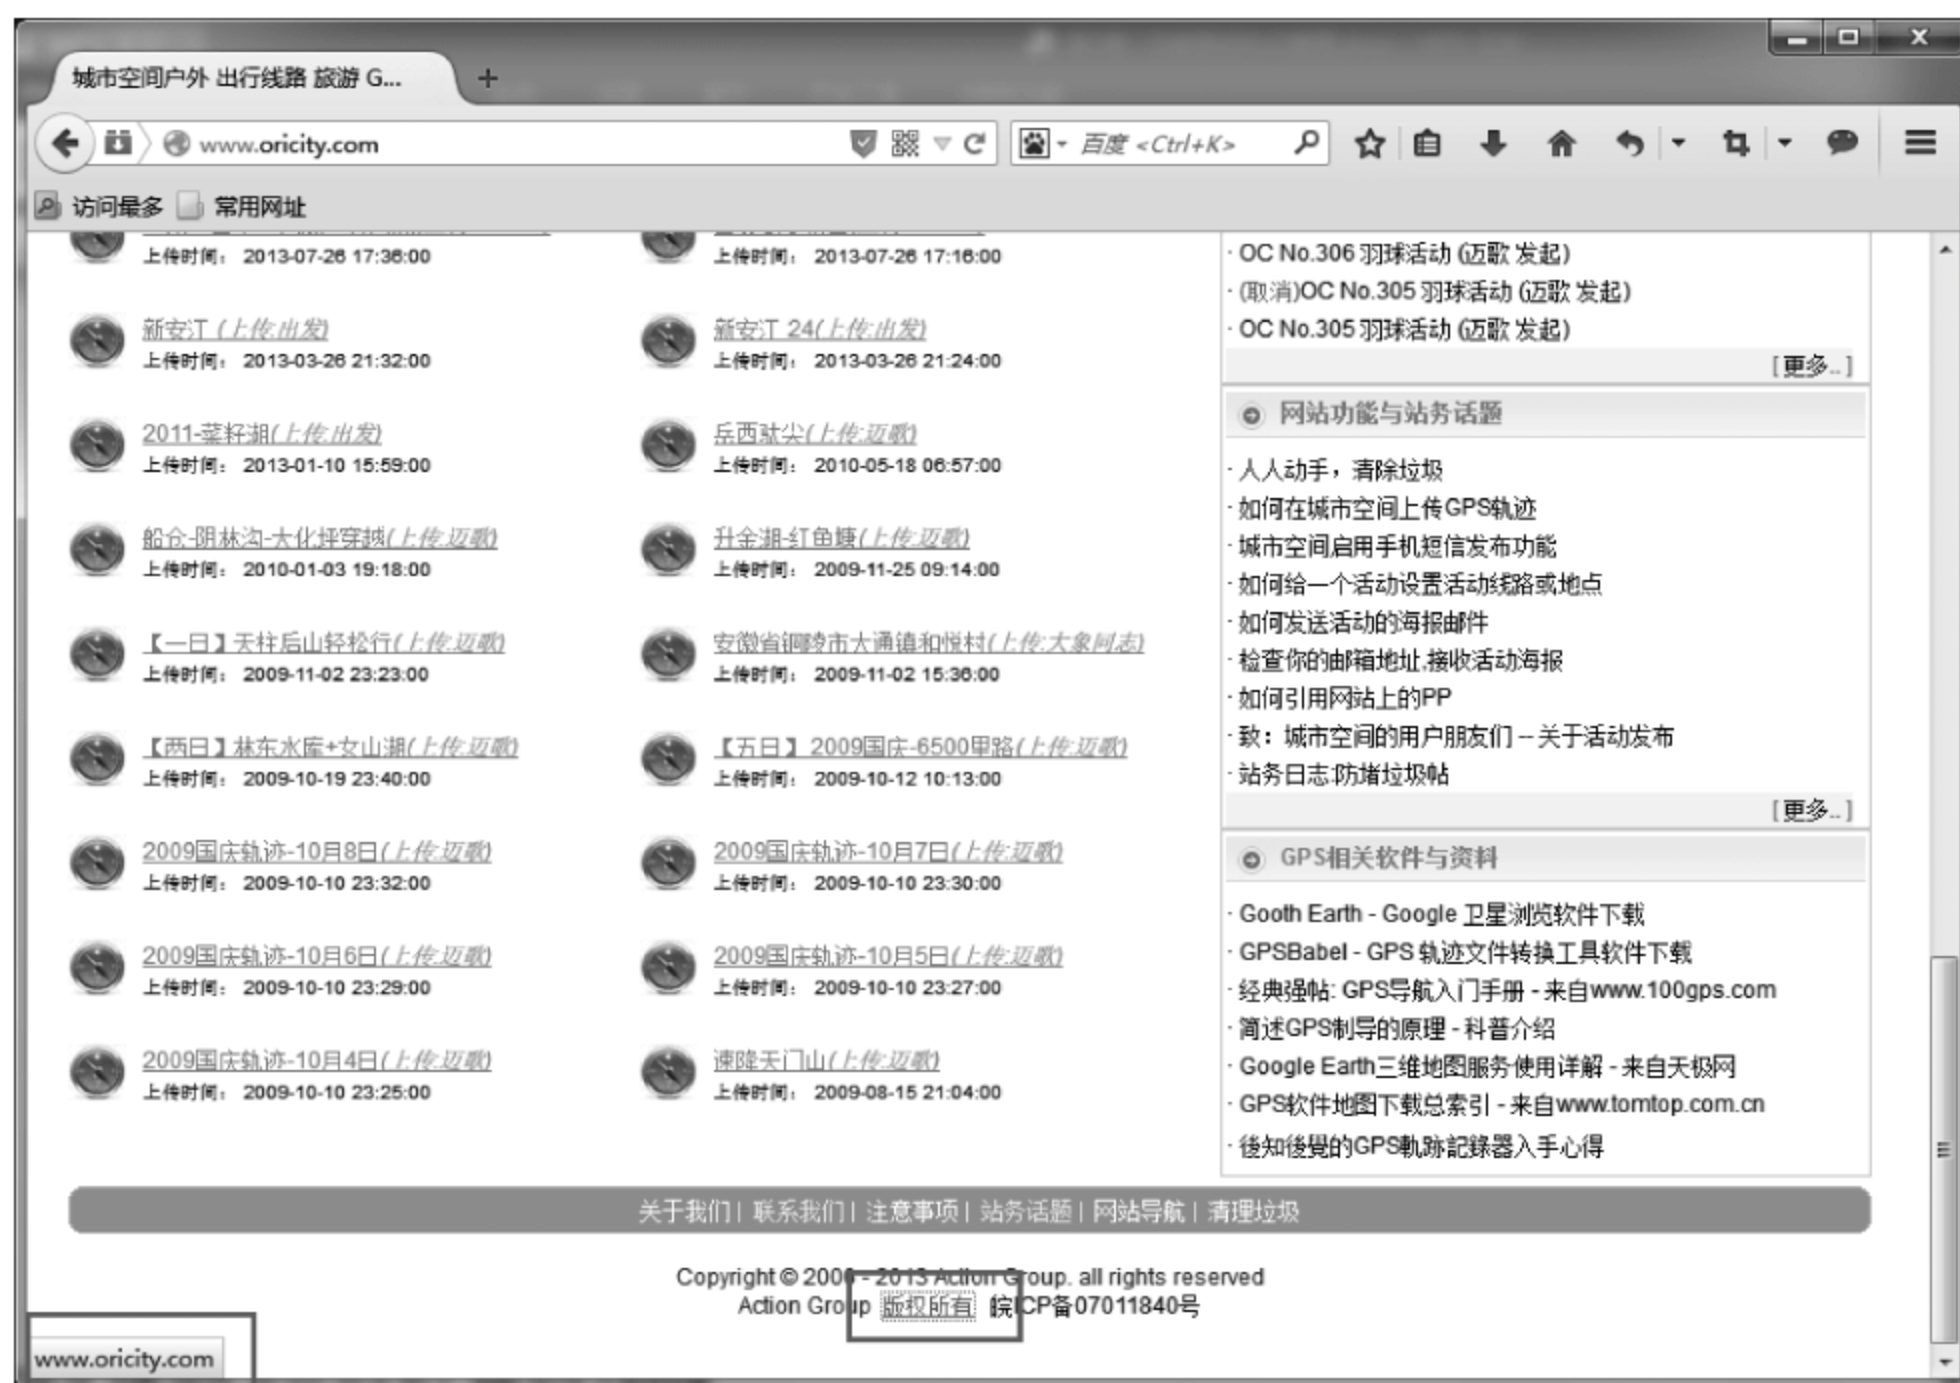 城市空间户外 出行线路 旅游 G...
www.oricity.com
百度 <Ctrl+K>
访问最多 常用网址
上传时间： 2013-07-26 17:36:00
上传时间： 2013-07-26 17:16:00
新安江 (上传:出发)
上传时间： 2013-03-26 21:32:00
新安江 24(上传:出发)
上传时间： 2013-03-26 21:24:00
2011-菜籽湖(上传:出发)
上传时间： 2013-01-10 15:59:00
岳西驮尖(上传:迈歌)
上传时间： 2010-05-18 06:57:00
船仓-阴林沟-大化坪穿越(上传:迈歌)
上传时间： 2010-01-03 19:18:00
升金湖-红鱼塘(上传:迈歌)
上传时间： 2009-11-25 09:14:00
【一日】天柱后山轻松行(上传:迈歌)
上传时间： 2009-11-02 23:23:00
安徽省铜陵市大通镇和悦村(上传:大象同志)
上传时间： 2009-11-02 15:36:00
【两日】林东水库+女山湖(上传:迈歌)
上传时间： 2009-10-19 23:40:00
【五日】2009国庆-6500里路(上传:迈歌)
上传时间： 2009-10-12 10:13:00
2009国庆轨迹-10月8日(上传:迈歌)
上传时间： 2009-10-10 23:32:00
2009国庆轨迹-10月7日(上传:迈歌)
上传时间： 2009-10-10 23:30:00
2009国庆轨迹-10月6日(上传:迈歌)
上传时间： 2009-10-10 23:29:00
2009国庆轨迹-10月5日(上传:迈歌)
上传时间： 2009-10-10 23:27:00
2009国庆轨迹-10月4日(上传:迈歌)
上传时间： 2009-10-10 23:25:00
速降天门山(上传:迈歌)
上传时间： 2009-08-15 21:04:00
· OC No.306 羽球活动 (迈歌 发起)
· (取消)OC No.305 羽球活动 (迈歌 发起)
· OC No.305 羽球活动 (迈歌 发起)
[ 更多.. ]
网站功能与站务话题
· 人人动手，清除垃圾
· 如何在城市空间上传GPS轨迹
· 城市空间启用手机短信发布功能
· 如何给一个活动设置活动线路或地点
· 如何发送活动的海报邮件
· 检查你的邮箱地址,接收活动海报
· 如何引用网站上的PP
· 致：城市空间的用户朋友们 -- 关于活动发布
· 站务日志:防堵垃圾帖
[ 更多.. ]
GPS相关软件与资料
· Gooth Earth - Google 卫星浏览软件下载
· GPSBabel - GPS 轨迹文件转换工具软件下载
· 经典强帖: GPS导航入门手册 - 来自www.100gps.com
· 简述GPS制导的原理 - 科普介绍
· Google Earth三维地图服务使用详解 - 来自天极网
· GPS软件地图下载总索引 - 来自www.tomtop.com.cn
· 後知後覺的GPS軌跡記錄器入手心得
关于我们 | 联系我们 | 注意事项 | 站务话题 | 网站导航 | 清理垃圾
Copyright © 2006 - 2013 Action Group. all rights reserved
Action Group 版权所有 皖ICP备07011840号
www.oricity.com